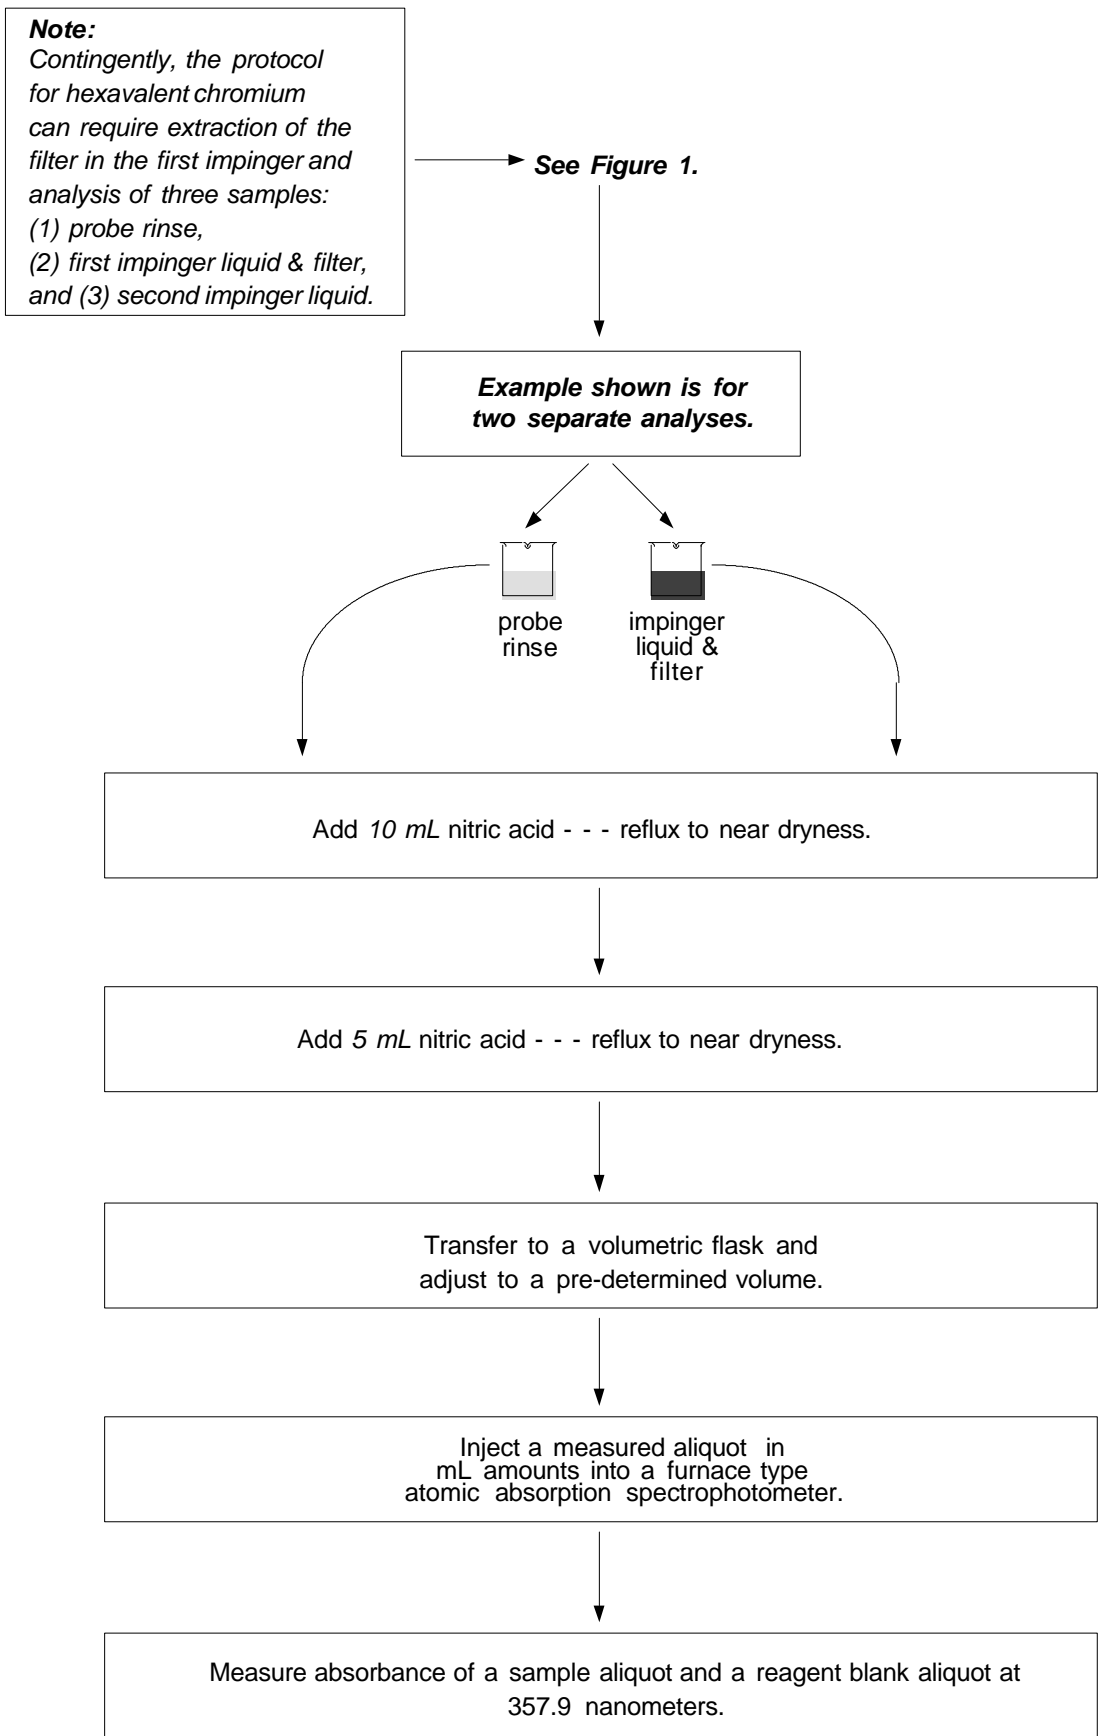 Note:
Contingently, the protocol
for hexavalent chromium
can require extraction of the
filter in the first impinger and
analysis of three samples:
(1) probe rinse,
(2) first impinger liquid & filter,
and (3) second impinger liquid.
See Figure 1.
Example shown is for
two separate analyses.
probe
rinse
impinger
liquid &
filter
Add 10 mL nitric acid - - - reflux to near dryness.
Add 5 mL nitric acid - - - reflux to near dryness.
Transfer to a volumetric flask and
adjust to a pre-determined volume.
Inject a measured aliquot in
mL amounts into a furnace type
atomic absorption spectrophotometer.
Measure absorbance of a sample aliquot and a reagent blank aliquot at
357.9 nanometers.